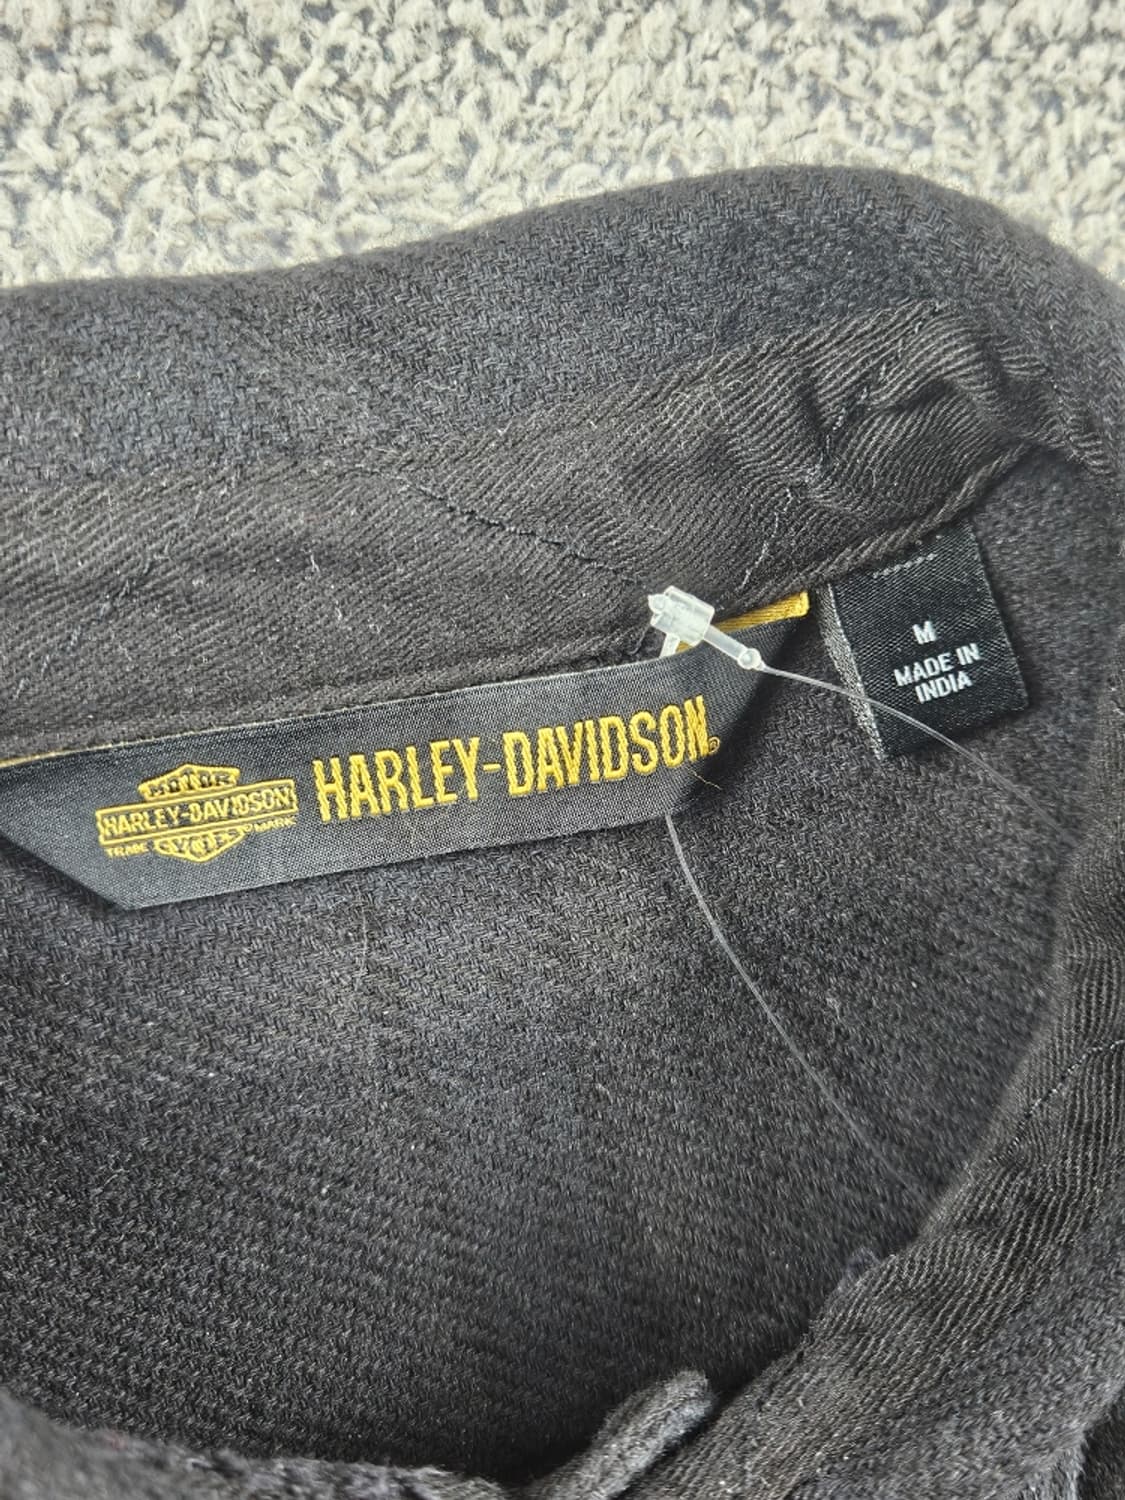 MOTOR
HARLEY-DAVIDSON
CYCLES
TRADE ® MARK
HARLEY-DAVIDSON®
M
MADE IN
INDIA